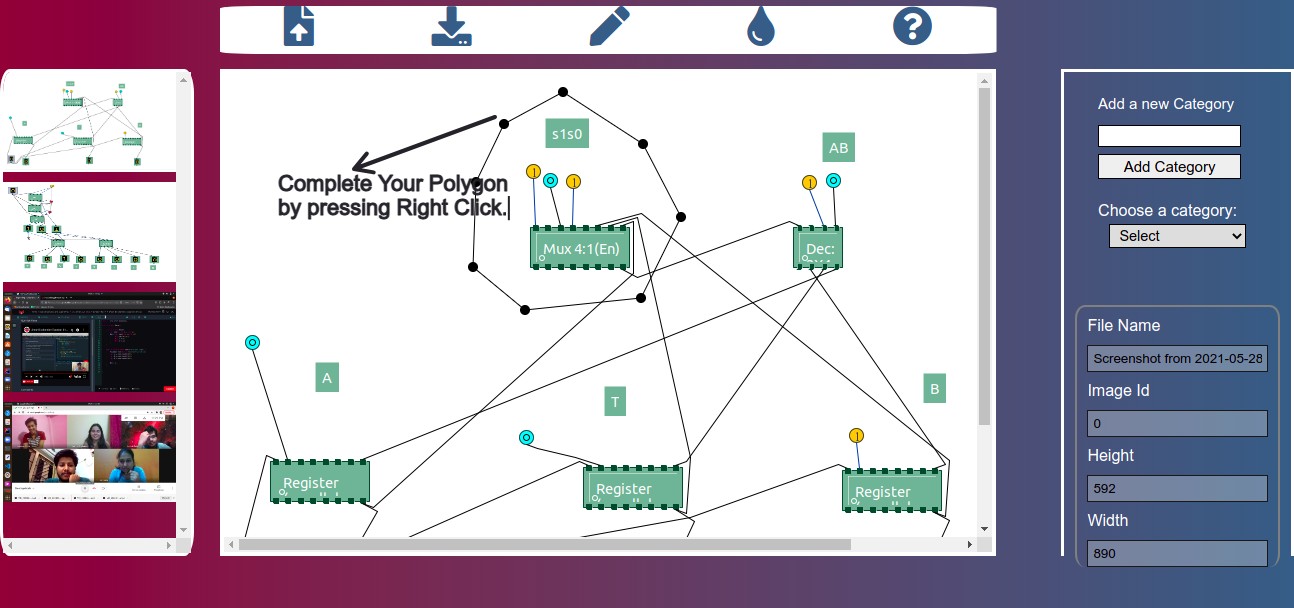 s1s0
AB
Complete Your Polygon
by pressing Right Click.
Mux 4:1(En)
Dec:
A
T
B
Register
Register
Register
Add a new Category
Add Category
Choose a category:
Select
File Name
Screenshot from 2021-05-28
Image Id
0
Height
592
Width
890